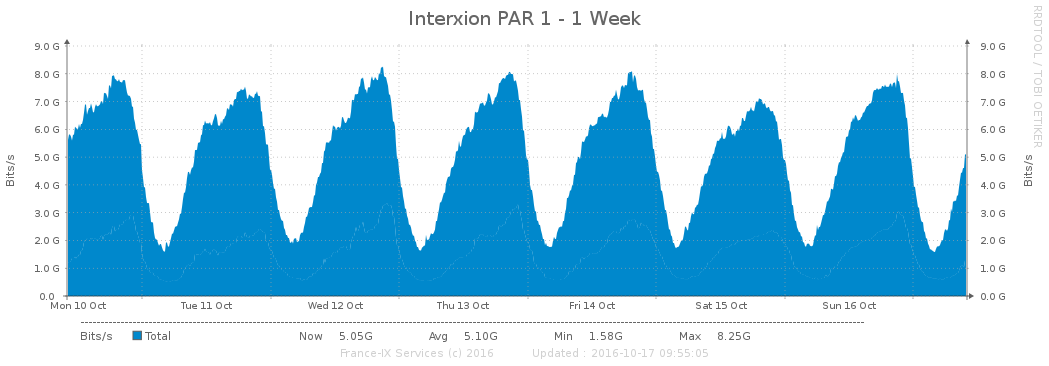 Interxion PAR 1 - 1 Week
RRDTOOL / TOBI OETIKER
Bits/s
9.0 G 9.0 G
8.0 G 8.0 G
7.0 G 7.0 G
6.0 G 6.0 G
5.0 G 5.0 G
4.0 G 4.0 G
3.0 G 3.0 G
2.0 G 2.0 G
1.0 G 1.0 G
0.0 0.0 G
Bits/s
Mon 10 Oct Tue 11 Oct Wed 12 Oct Thu 13 Oct Fri 14 Oct Sat 15 Oct Sun 16 Oct
Bits/s Total Now 5.05G Avg 5.10G Min 1.58G Max 8.25G
France-IX Services (c) 2016 Updated : 2016-10-17 09:55:05